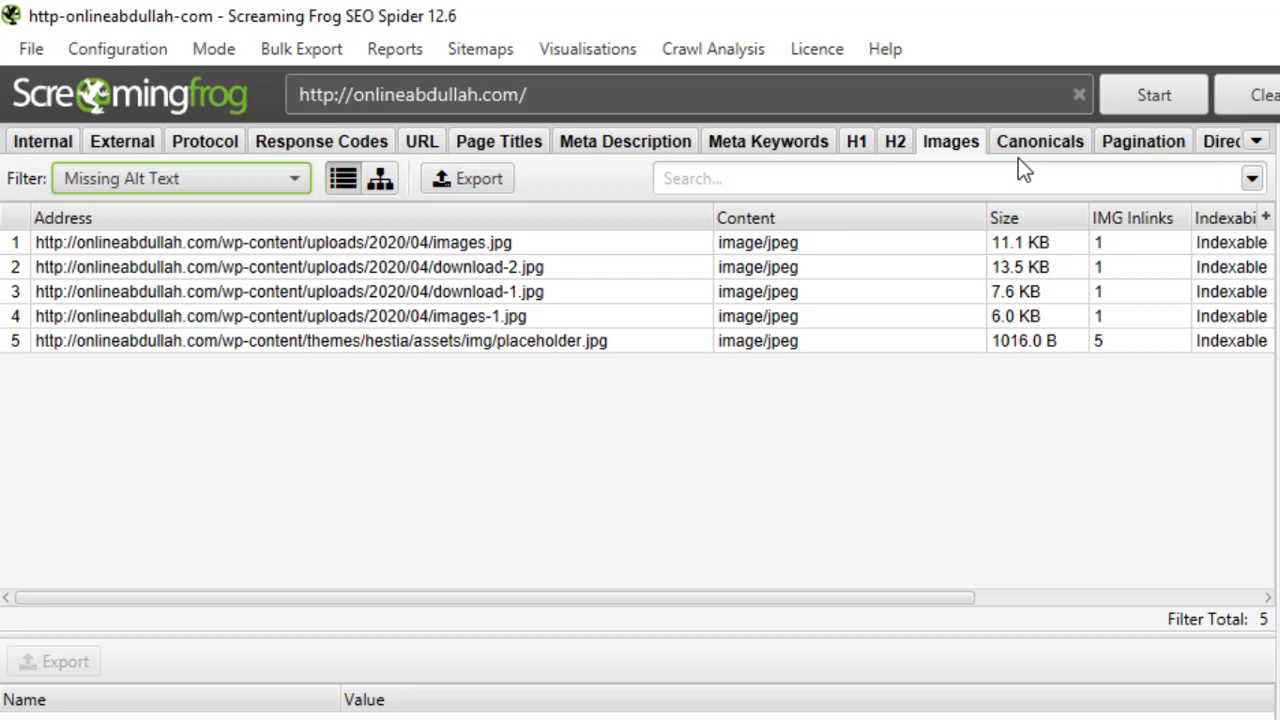 http-onlineabdullah-com - Screaming Frog SEO Spider 12.6
File Configuration Mode Bulk Export Reports Sitemaps Visualisations Crawl Analysis Licence Help
Screamingfrog http://onlineabdullah.com/ Start Clea
Internal External Protocol Response Codes URL Page Titles Meta Description Meta Keywords H1 H2 Images Canonicals Pagination Direc
Filter: Missing Alt Text Export Search...
Address Content Size IMG Inlinks Indexabi
1 http://onlineabdullah.com/wp-content/uploads/2020/04/images.jpg image/jpeg 11.1 KB 1 Indexable
2 http://onlineabdullah.com/wp-content/uploads/2020/04/download-2.jpg image/jpeg 13.5 KB 1 Indexable
3 http://onlineabdullah.com/wp-content/uploads/2020/04/download-1.jpg image/jpeg 7.6 KB 1 Indexable
4 http://onlineabdullah.com/wp-content/uploads/2020/04/images-1.jpg image/jpeg 6.0 KB 1 Indexable
5 http://onlineabdullah.com/wp-content/themes/hestia/assets/img/placeholder.jpg image/jpeg 1016.0 B 5 Indexable
Filter Total: 5
Export
Name Value